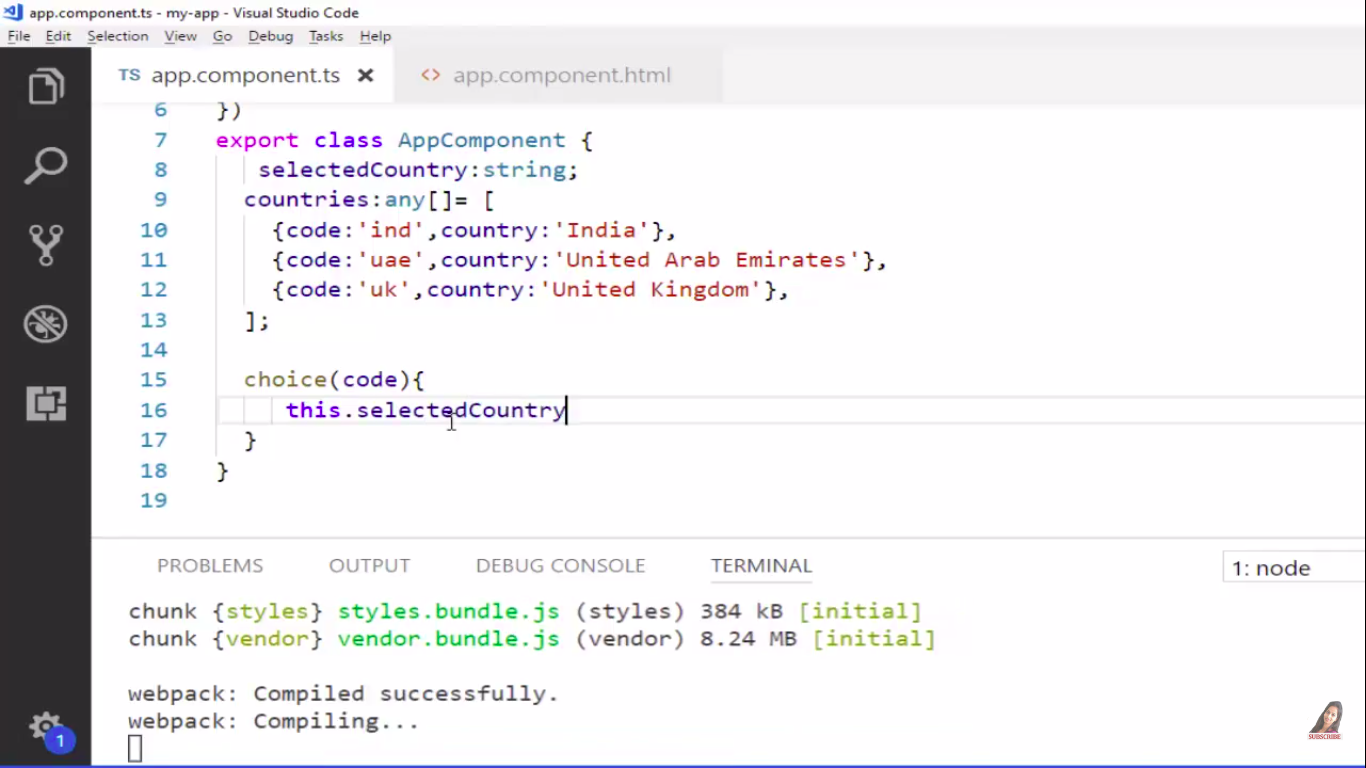 app.component.ts - my-app - Visual Studio Code
File Edit Selection View Go Debug Tasks Help
TS app.component.ts <> app.component.html
6 })
7 export class AppComponent {
8 selectedCountry:string;
9 countries:any[]= [
10 {code:'ind',country:'India'},
11 {code:'uae',country:'United Arab Emirates'},
12 {code:'uk',country:'United Kingdom'},
13 ];
14
15 choice(code){
16 this.selectedCountry
17 }
18 }
19
PROBLEMS OUTPUT DEBUG CONSOLE TERMINAL 1: node
chunk {styles} styles.bundle.js (styles) 384 kB [initial]
chunk {vendor} vendor.bundle.js (vendor) 8.24 MB [initial]
webpack: Compiled successfully.
webpack: Compiling...
1
SUBSCRIBE